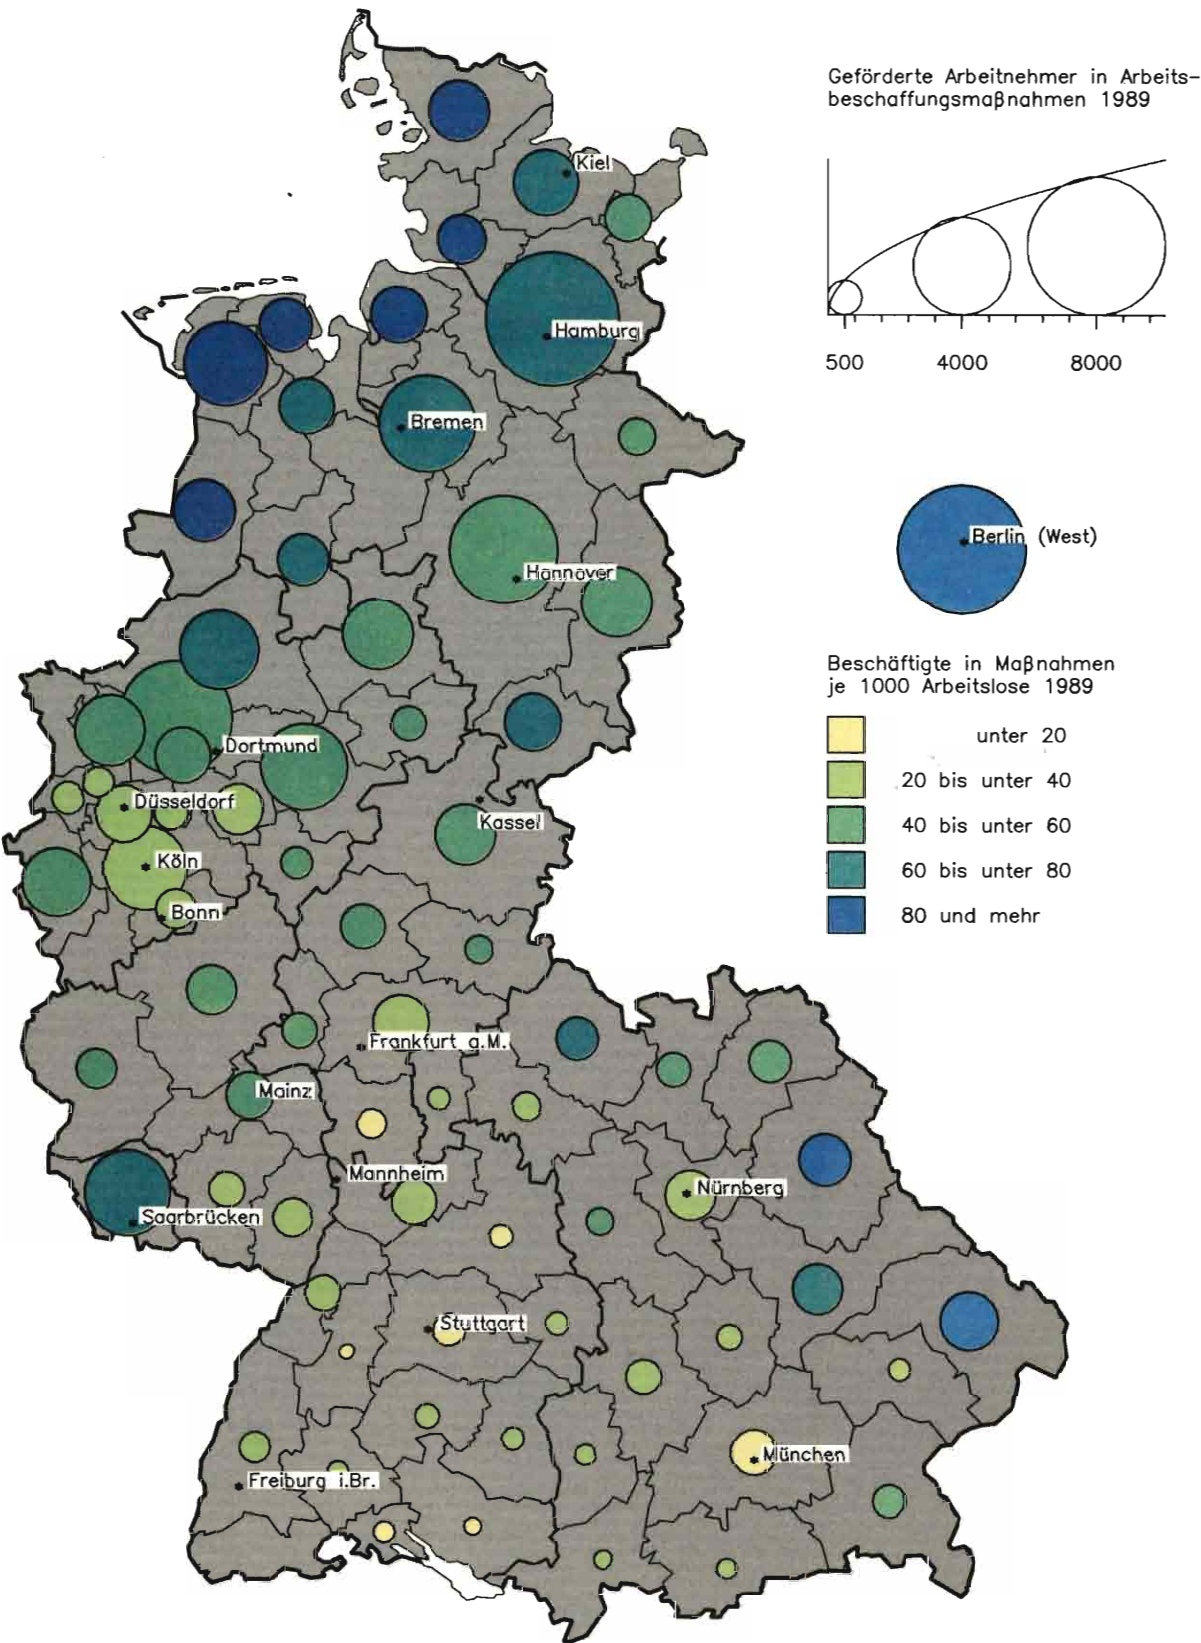 Geförderte Arbeitnehmer in Arbeits-
beschaffungsmaßnahmen 1989
500 4000 8000
Kiel
Hamburg
Bremen
Berlin (West)
Hannover
Beschäftigte in Maßnahmen
je 1000 Arbeitslose 1989
unter 20
20 bis unter 40
40 bis unter 60
60 bis unter 80
80 und mehr
Dortmund
Düsseldorf
Kassel
Köln
Bonn
Frankfurt a.M.
Mainz
Mannheim
Nürnberg
Saarbrücken
Stuttgart
München
Freiburg i.Br.